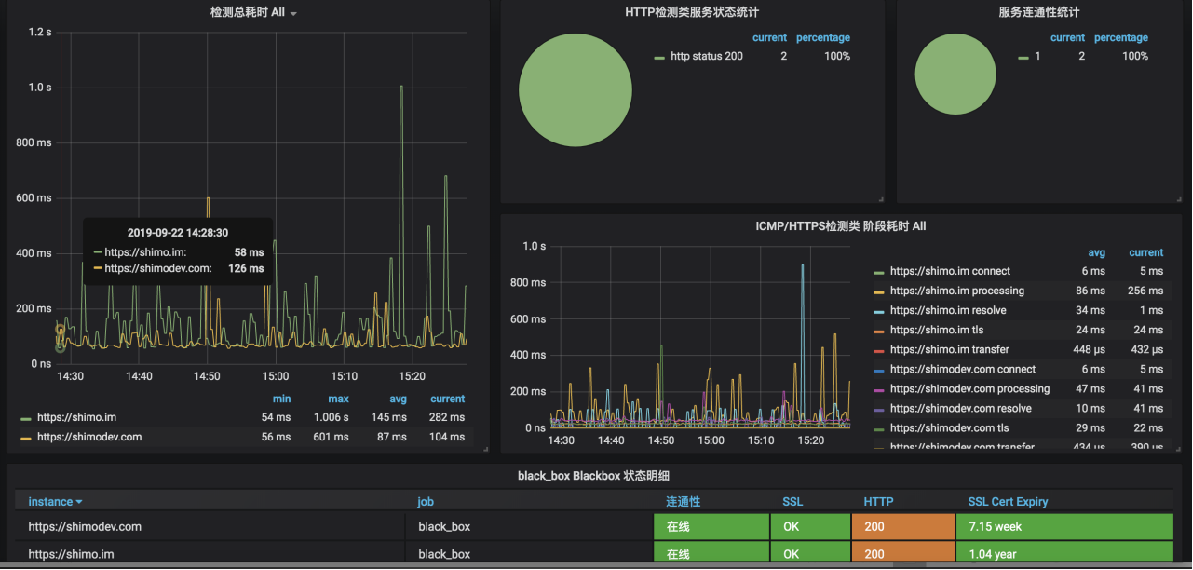 检测总耗时 All
1.2 s
1.0 s
800 ms
600 ms
400 ms
200 ms
0 ns
14:30 14:40 14:50 15:00 15:10 15:20
2019-09-22 14:28:30
https://shimo.im: 58 ms
https://shimodev.com: 126 ms
min max avg current
https://shimo.im 54 ms 1.006 s 145 ms 282 ms
https://shimodev.com 56 ms 601 ms 87 ms 104 ms
HTTP检测类服务状态统计
current percentage
http status 200 2 100%
服务连通性统计
current percentage
1 2 100%
ICMP/HTTPS检测类 阶段耗时 All
1.0 s
800 ms
600 ms
400 ms
200 ms
0 ns
14:30 14:40 14:50 15:00 15:10 15:20
avg current
https://shimo.im connect 6 ms 5 ms
https://shimo.im processing 86 ms 256 ms
https://shimo.im resolve 34 ms 1 ms
https://shimo.im tls 24 ms 24 ms
https://shimo.im transfer 448 µs 432 µs
https://shimodev.com connect 6 ms 5 ms
https://shimodev.com processing 47 ms 41 ms
https://shimodev.com resolve 10 ms 41 ms
https://shimodev.com tls 29 ms 22 ms
https://shimodev.com transfer 434 µs 390 µs
black_box Blackbox 状态明细
instance job 连通性 SSL HTTP SSL Cert Expiry
https://shimodev.com black_box 在线 OK 200 7.15 week
https://shimo.im black_box 在线 OK 200 1.04 year